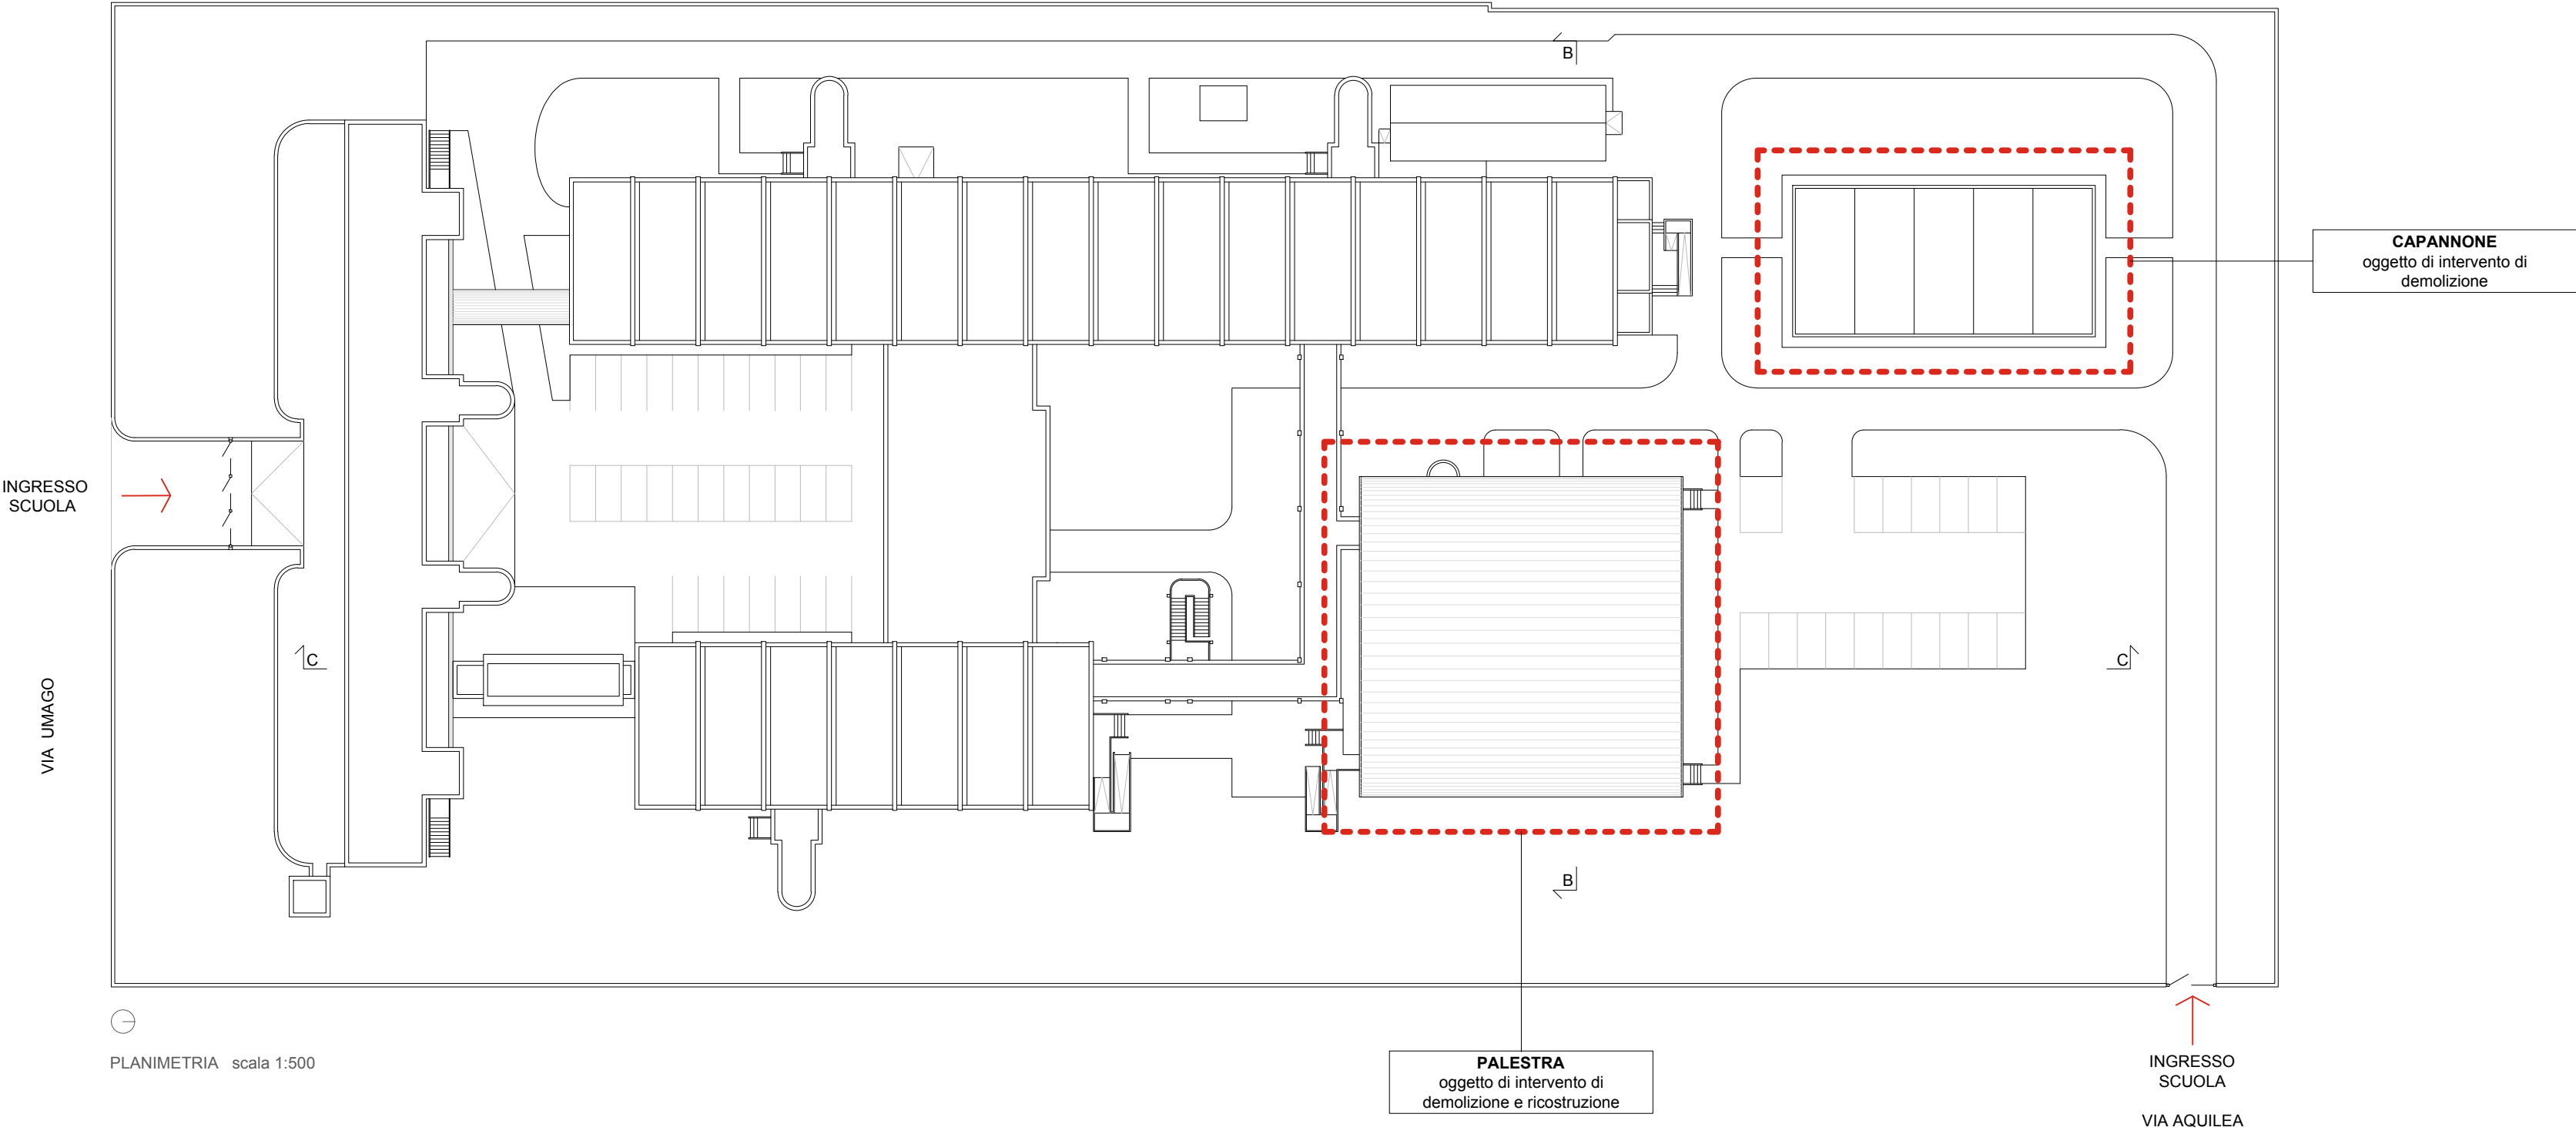 B
CAPANNONE
oggetto di intervento di
demolizione
INGRESSO
SCUOLA
C
C
VIA UMAGO
B
PLANIMETRIA scala 1:500
PALESTRA
oggetto di intervento di
demolizione e ricostruzione
INGRESSO
SCUOLA
VIA AQUILEA